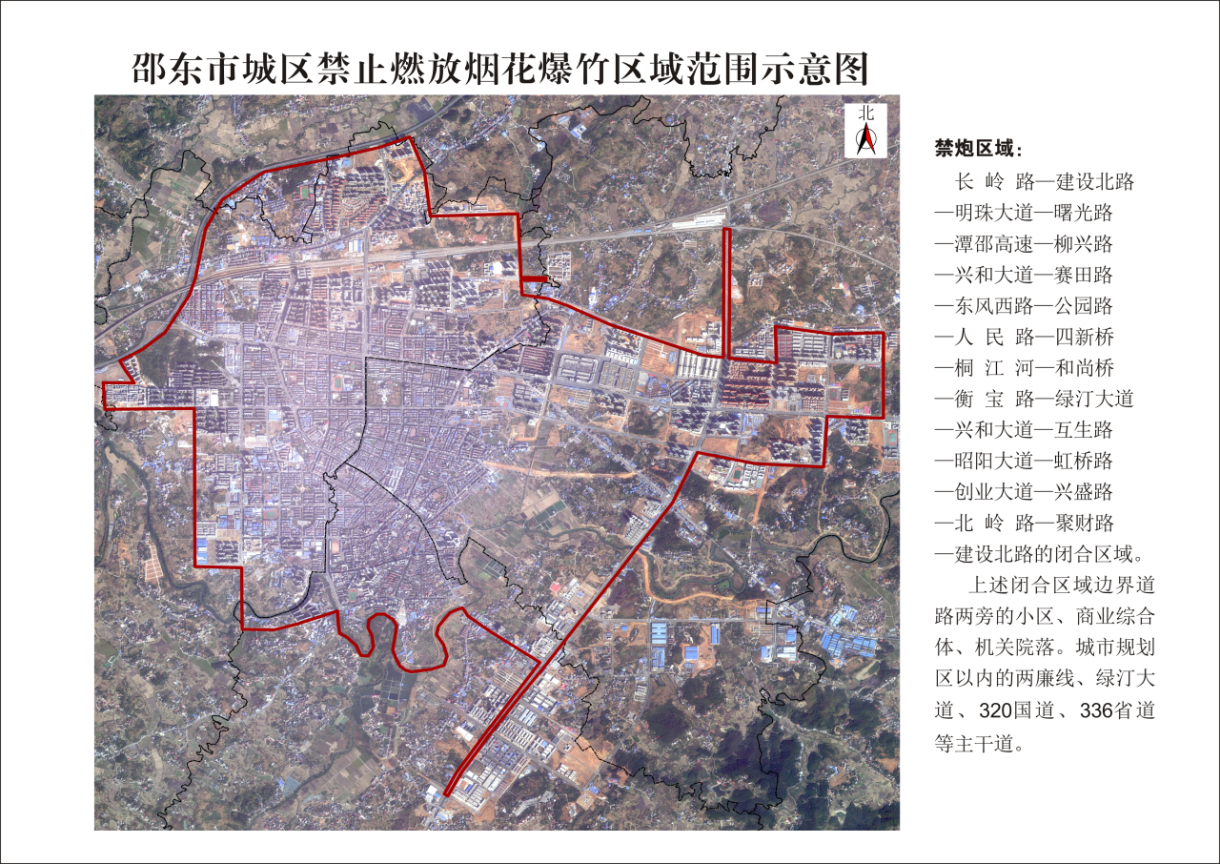 邵东市城区禁止燃放烟花爆竹区域范围示意图
北
禁炮区域：
长岭路—建设北路
—明珠大道—曙光路
—潭邵高速—柳兴路
—兴和大道—赛田路
—东风西路—公园路
—人民路—四新桥
—桐江河—和尚桥
—衡宝路—绿汀大道
—兴和大道—互生路
—昭阳大道—虹桥路
—创业大道—兴盛路
—北岭路—聚财路
—建设北路的闭合区域。
上述闭合区域边界道
路两旁的小区、商业综合
体、机关院落。城市规划
区以内的两廉线、绿汀大
道、320国道、336省道
等主干道。